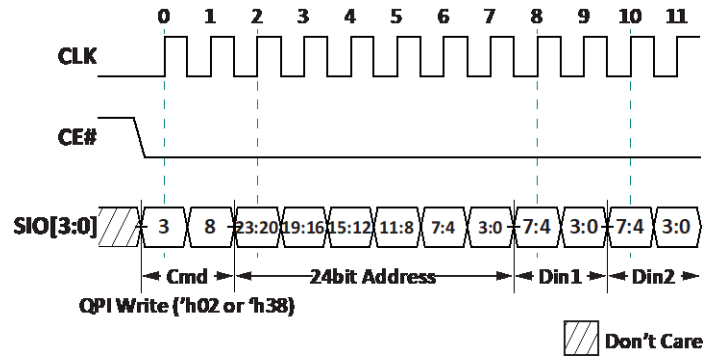 0 1 2 3 4 5 6 7 8 9 10 11
CLK
CE#
SIO[3:0] 3 8 23:20 19:16 15:12 11:8 7:4 3:0 7:4 3:0 7:4 3:0
Cmd 24bit Address Din1 Din2
QPI Write ('h02 or 'h38)
Don't Care